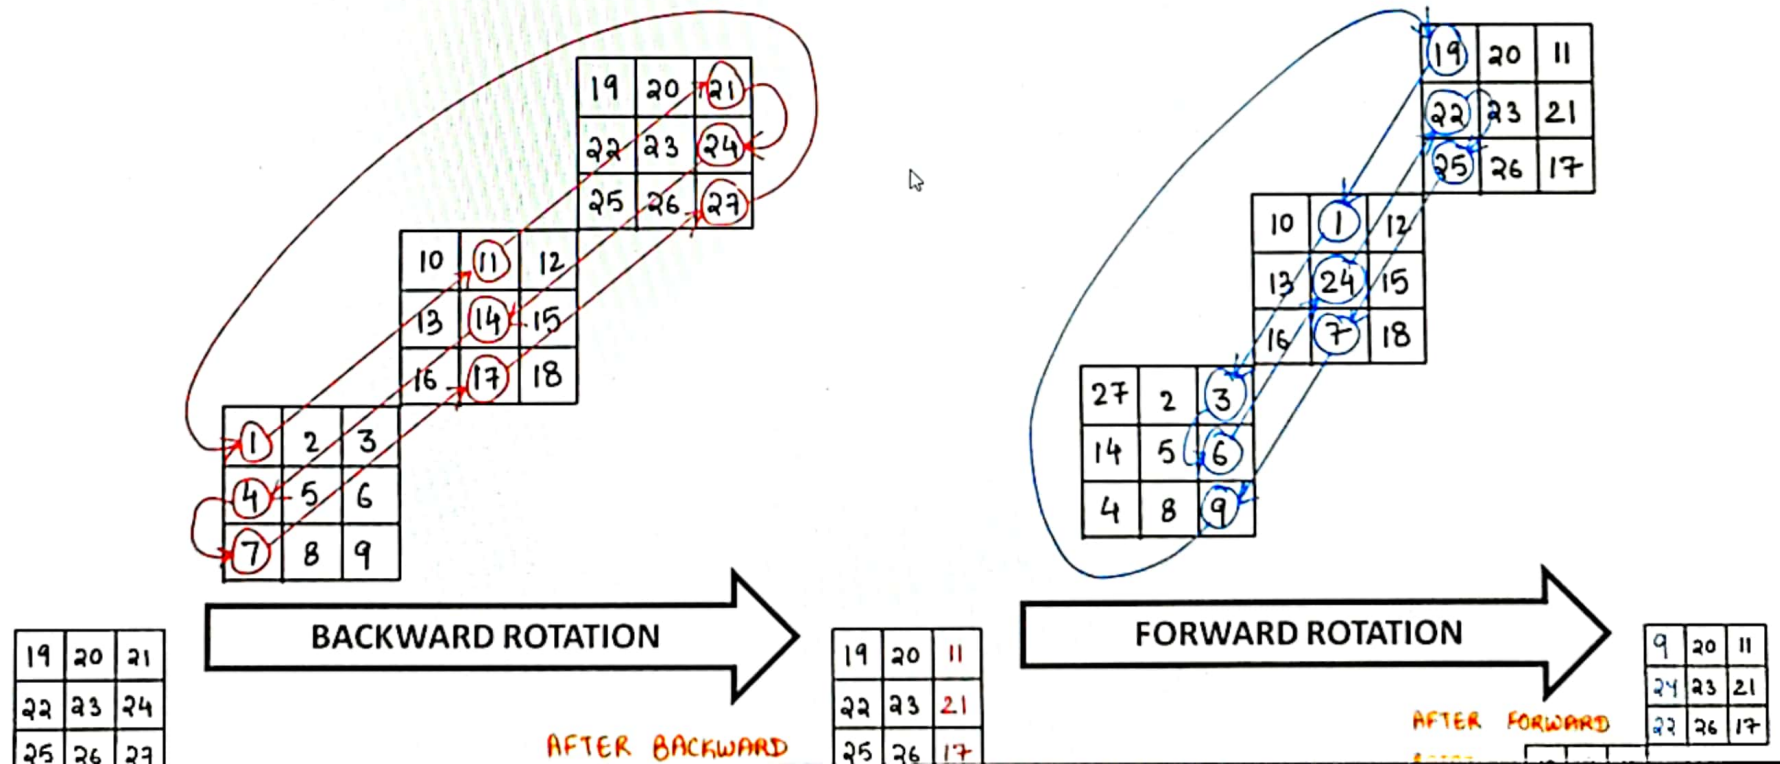 19 20 21
22 23 24
25 26 27
10 11 12
13 14 15
16 17 18
1 2 3
4 5 6
7 8 9
19 20 11
22 23 21
25 26 17
10 1 12
13 24 15
16 7 18
27 2 3
14 5 6
4 8 9
BACKWARD ROTATION
FORWARD ROTATION
19 20 21
22 23 24
25 26 27
AFTER BACKWARD
19 20 11
22 23 21
25 26 17
AFTER FORWARD
9 20 11
24 23 21
22 26 17